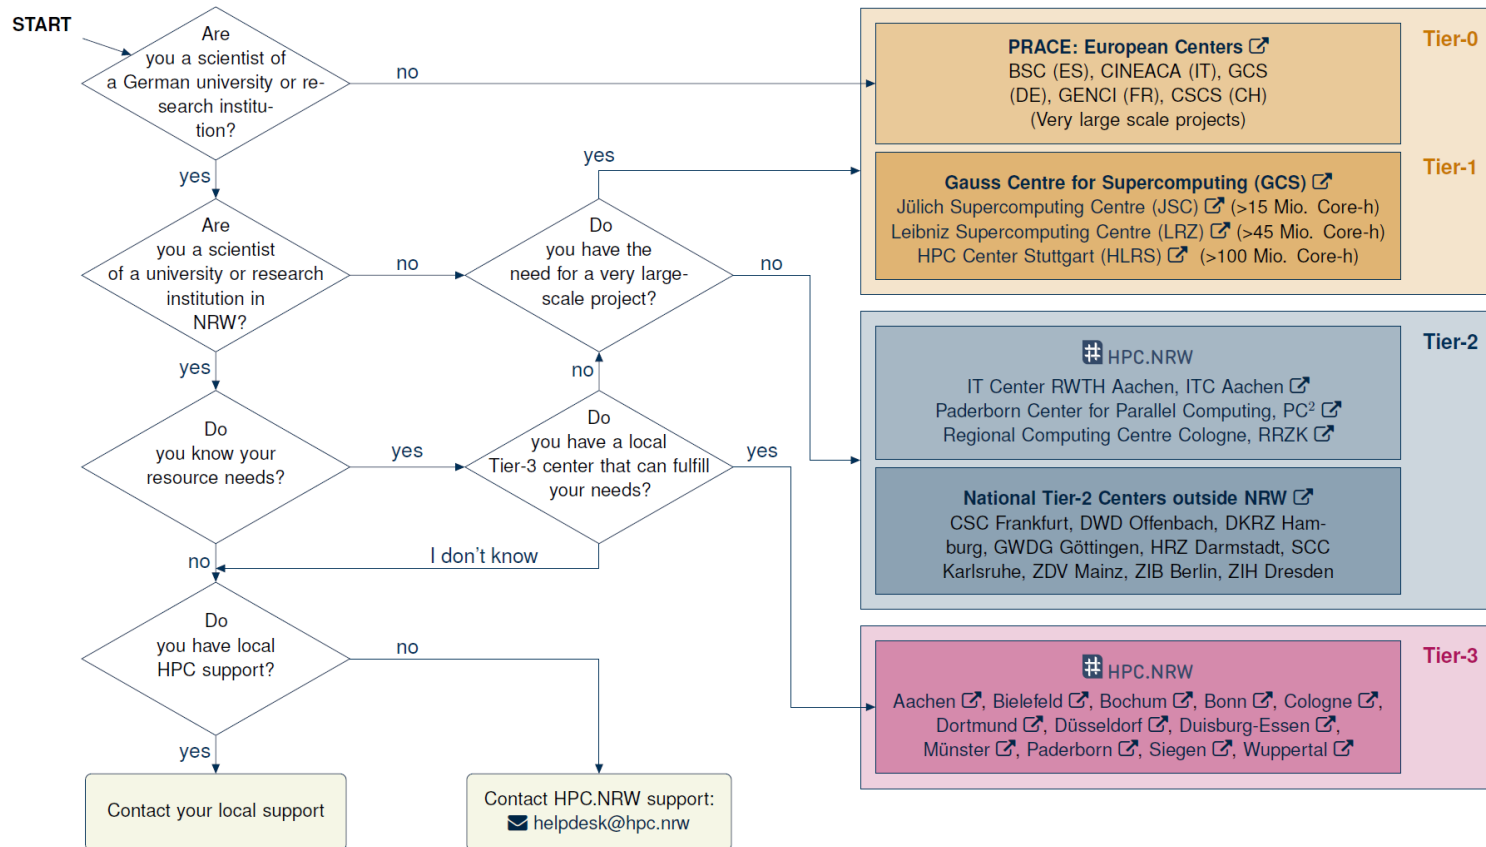 START
Are
you a scientist of
a German university or re-
search institu-
tion?
no
yes
Are
you a scientist
of a university or research
institution in
NRW?
no
yes
Do
you have the
need for a very large-
scale project?
yes
no
Do
you know your
resource needs?
yes
no
Do
you have a local
Tier-3 center that can fulfill
your needs?
no
yes
I don't know
Do
you have local
HPC support?
no
yes
Contact your local support
Contact HPC.NRW support:
helpdesk@hpc.nrw
Tier-0
PRACE: European Centers
BSC (ES), CINEACA (IT), GCS
(DE), GENCI (FR), CSCS (CH)
(Very large scale projects)
Tier-1
Gauss Centre for Supercomputing (GCS)
Jülich Supercomputing Centre (JSC) (>15 Mio. Core-h)
Leibniz Supercomputing Centre (LRZ) (>45 Mio. Core-h)
HPC Center Stuttgart (HLRS) (>100 Mio. Core-h)
Tier-2
HPC.NRW
IT Center RWTH Aachen, ITC Aachen
Paderborn Center for Parallel Computing, PC²
Regional Computing Centre Cologne, RRZK
National Tier-2 Centers outside NRW
CSC Frankfurt, DWD Offenbach, DKRZ Ham-
burg, GWDG Göttingen, HRZ Darmstadt, SCC
Karlsruhe, ZDV Mainz, ZIB Berlin, ZIH Dresden
Tier-3
HPC.NRW
Aachen, Bielefeld, Bochum, Bonn, Cologne,
Dortmund, Düsseldorf, Duisburg-Essen,
Münster, Paderborn, Siegen, Wuppertal